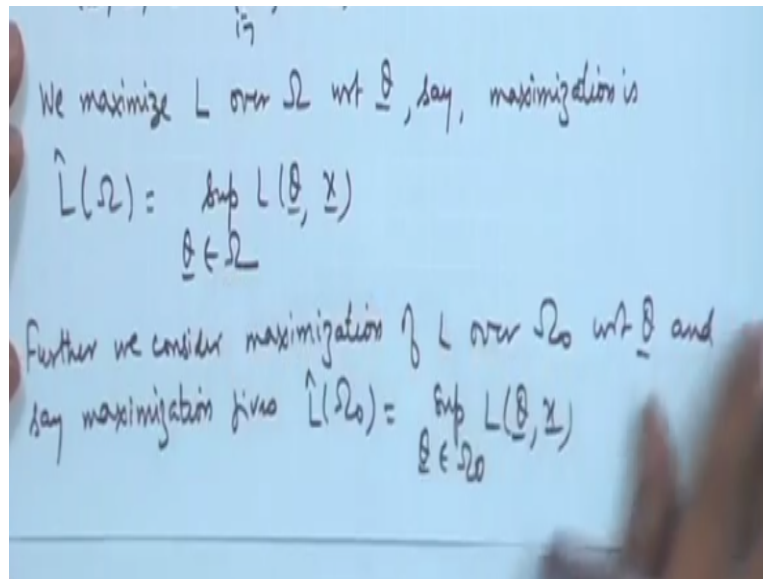 We maximize L over Ω wrt θ, say, maximization is
L̂(Ω) = Sup L(θ, x)
θ ∈ Ω
Further we consider maximization of L over Ω₀ wrt θ and
say maximization gives L̂(Ω₀) = Sup L(θ, x)
θ ∈ Ω₀